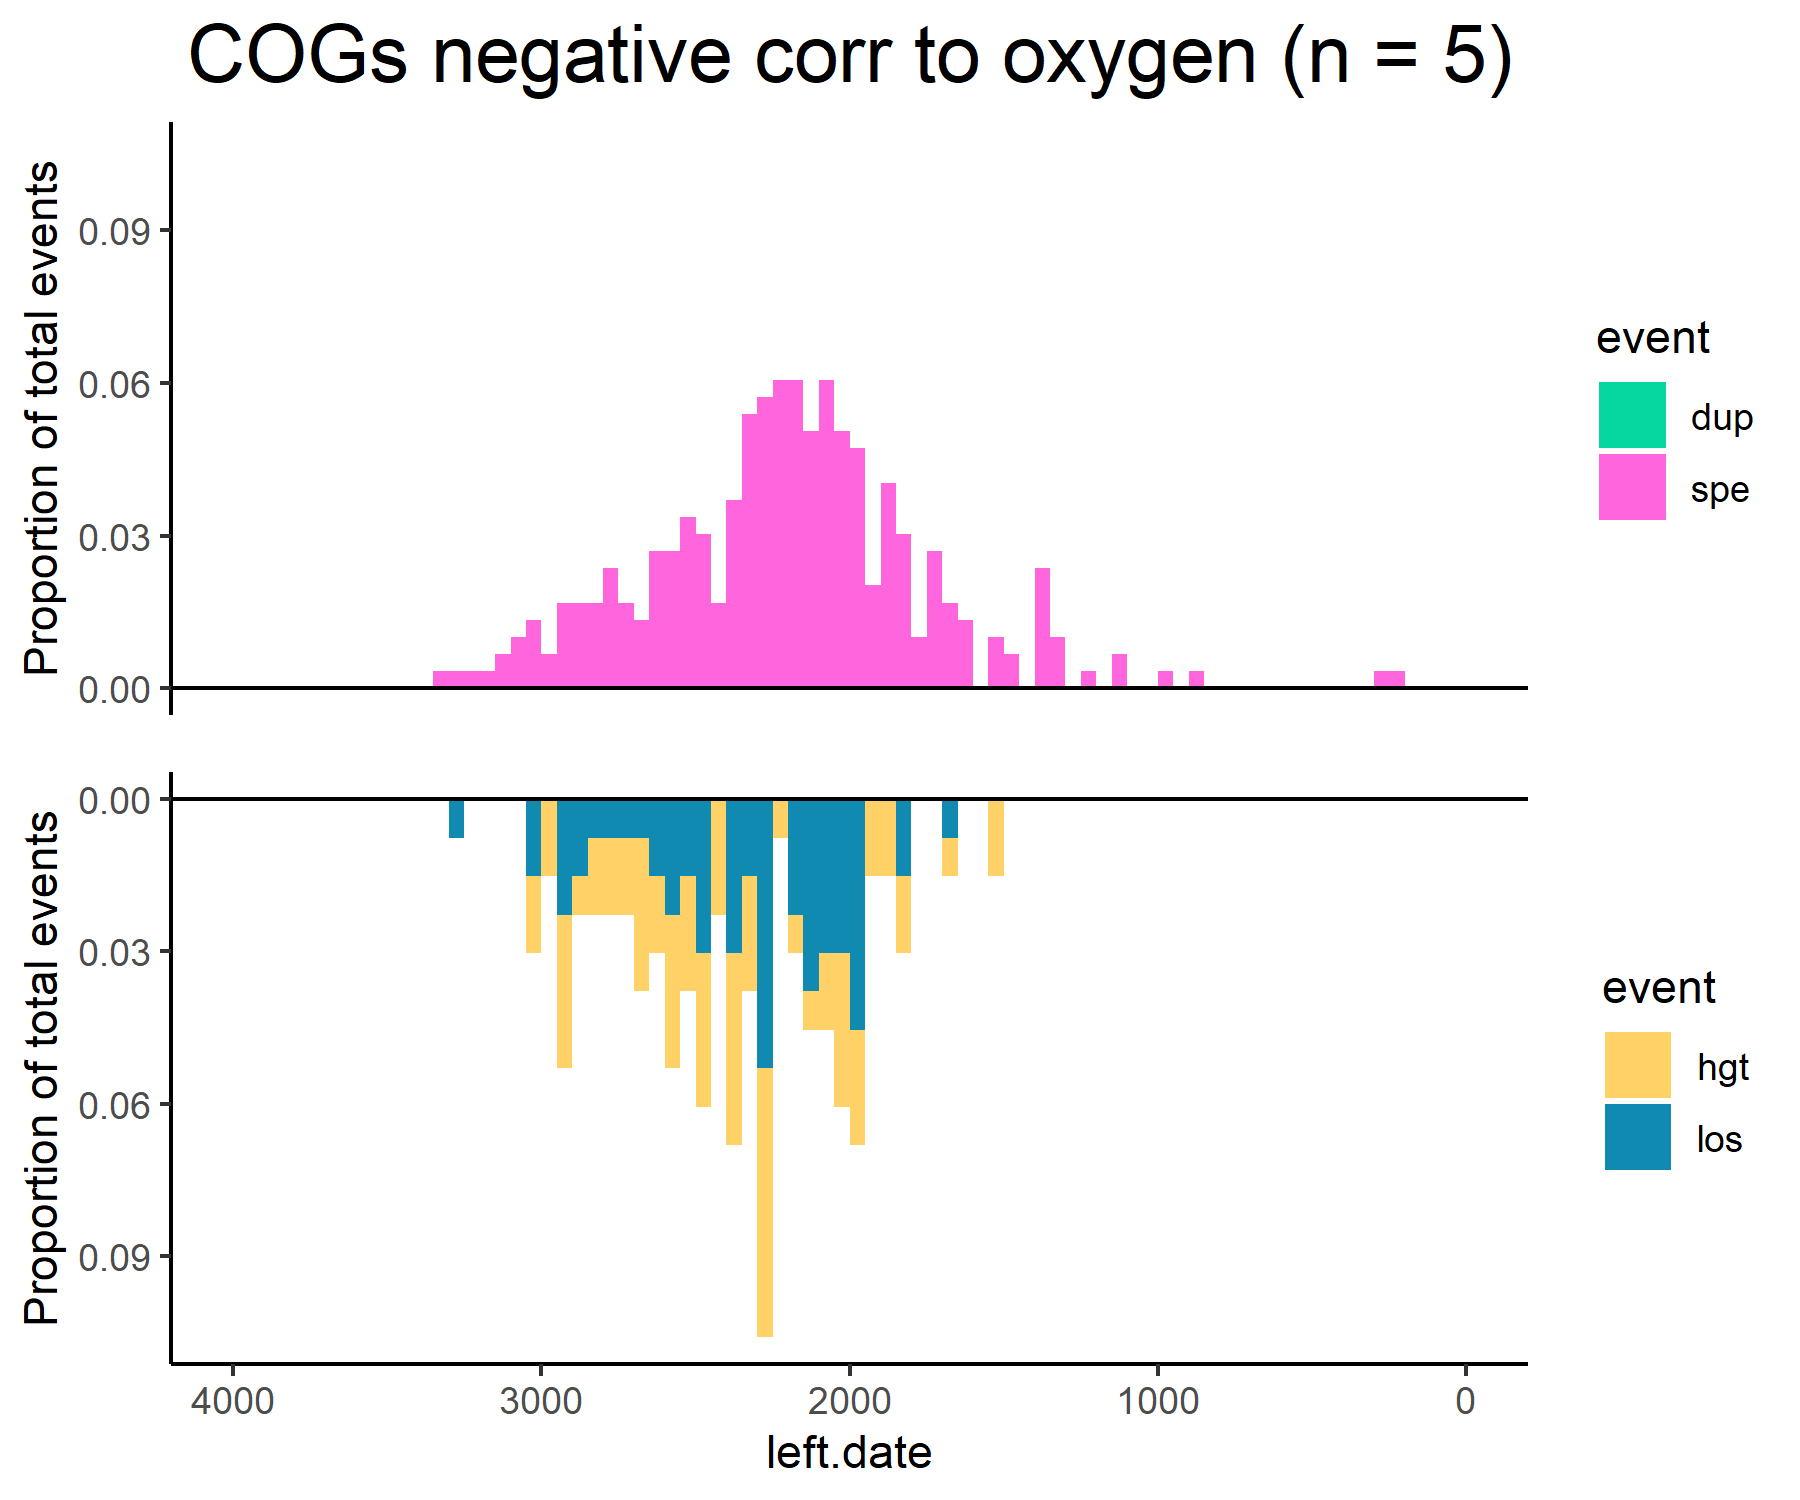 COGs negative corr to oxygen (n = 5)
Proportion of total events
0.09
0.06
0.03
0.00
event
dup
spe
Proportion of total events
0.00
0.03
0.06
0.09
event
hgt
los
4000 3000 2000 1000 0
left.date